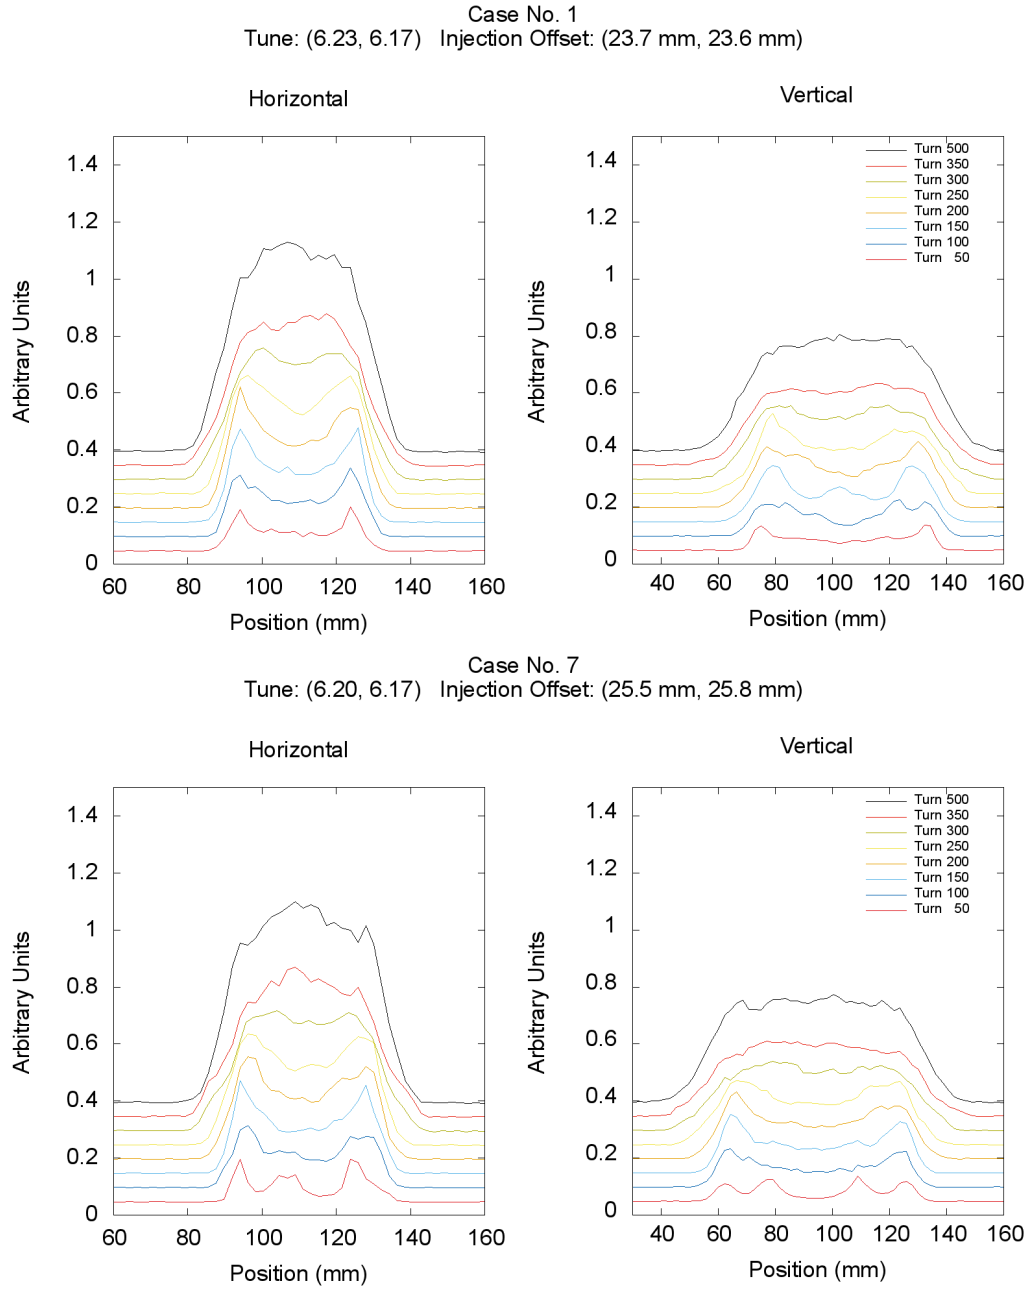 Case No. 1
Tune: (6.23, 6.17)   Injection Offset: (23.7 mm, 23.6 mm)
Horizontal
Arbitrary Units
1.4
1.2
1
0.8
0.6
0.4
0.2
0
60 80 100 120 140 160
Position (mm)
Vertical
Arbitrary Units
1.4
1.2
1
0.8
0.6
0.4
0.2
0
Turn 500
Turn 350
Turn 300
Turn 250
Turn 200
Turn 150
Turn 100
Turn 50
40 60 80 100 120 140 160
Position (mm)
Case No. 7
Tune: (6.20, 6.17)   Injection Offset: (25.5 mm, 25.8 mm)
Horizontal
Arbitrary Units
1.4
1.2
1
0.8
0.6
0.4
0.2
0
60 80 100 120 140 160
Position (mm)
Vertical
Arbitrary Units
1.4
1.2
1
0.8
0.6
0.4
0.2
0
Turn 500
Turn 350
Turn 300
Turn 250
Turn 200
Turn 150
Turn 100
Turn 50
40 60 80 100 120 140 160
Position (mm)